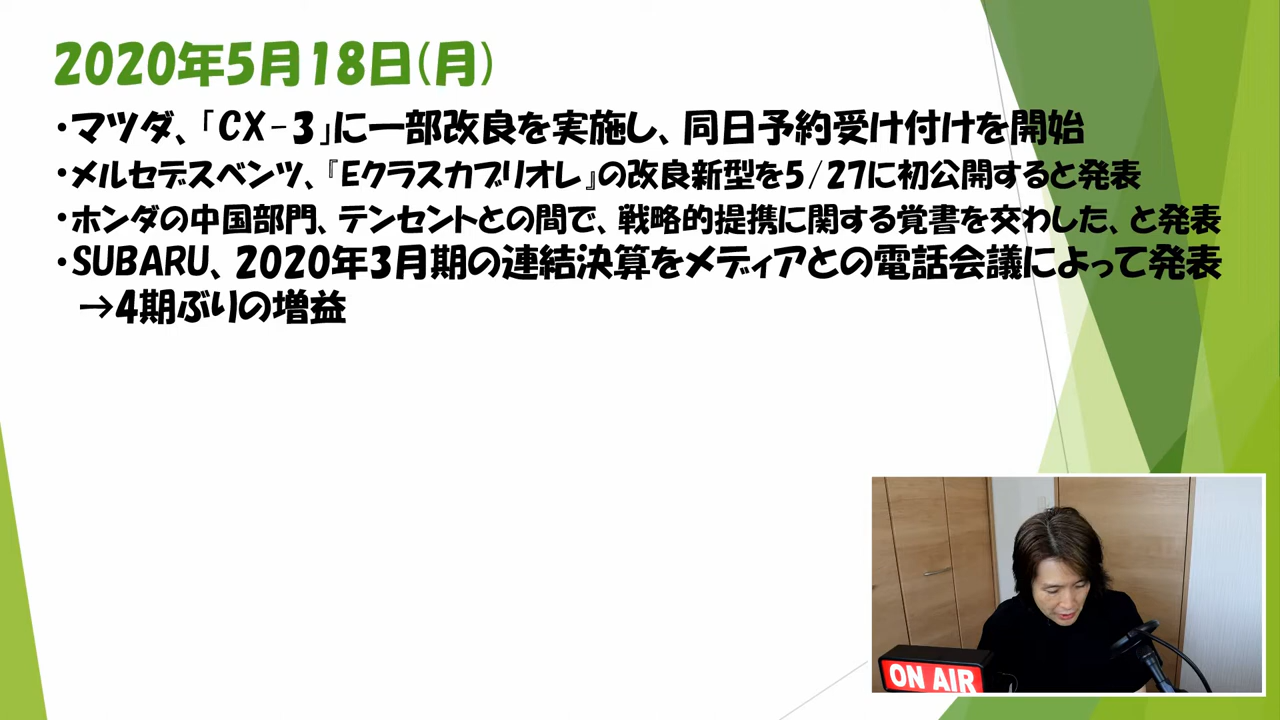 2020年5月18日(月)
・マツダ、「CX-3」に一部改良を実施し、同日予約受け付けを開始
・メルセデスベンツ、『Eクラスカブリオレ』の改良新型を5/27に初公開すると発表
・ホンダの中国部門、テンセントとの間で、戦略的提携に関する覚書を交わした、と発表
・SUBARU、2020年3月期の連結決算をメディアとの電話会議によって発表
→4期ぶりの増益
ON AIR